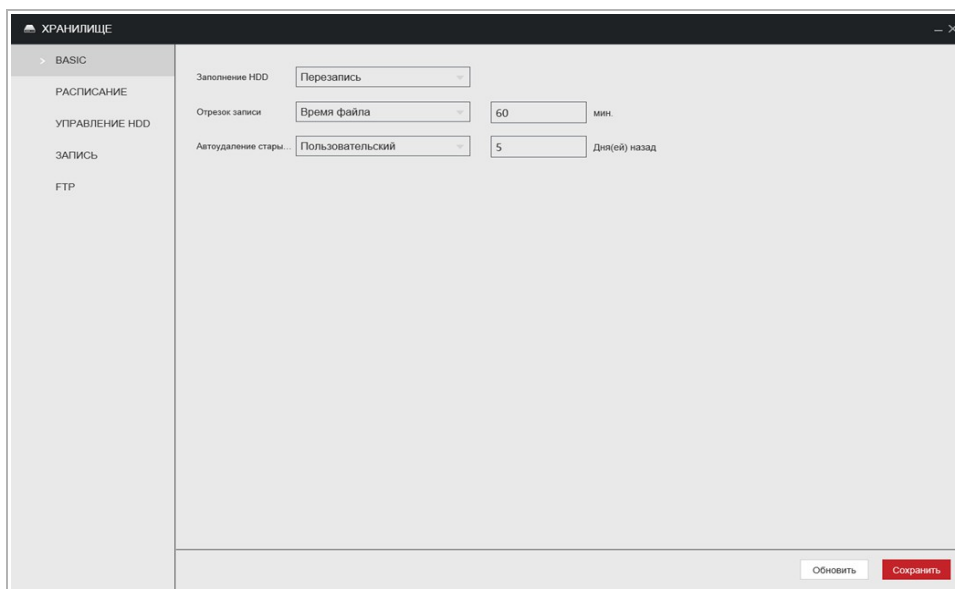 ХРАНИЛИЩЕ
BASIC
РАСПИСАНИЕ
УПРАВЛЕНИЕ HDD
ЗАПИСЬ
FTP
Заполнение HDD Перезапись
Отрезок записи Время файла 60 мин.
Автоудаление стары... Пользовательский 5 Дня(ей) назад
Обновить Сохранить